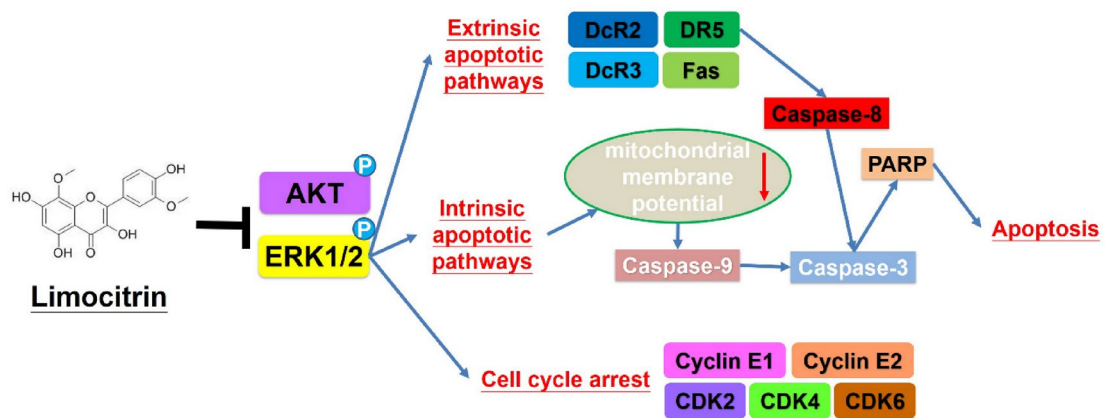 Limocitrin
O
OH
HO
O
O
OH
OH
O
P
AKT
P
ERK1/2
Extrinsic
apoptotic
pathways
DcR2
DR5
DcR3
Fas
Caspase-8
Intrinsic
apoptotic
pathways
mitochondrial
membrane
potential
Caspase-9
Caspase-3
PARP
Apoptosis
Cell cycle arrest
Cyclin E1
Cyclin E2
CDK2
CDK4
CDK6